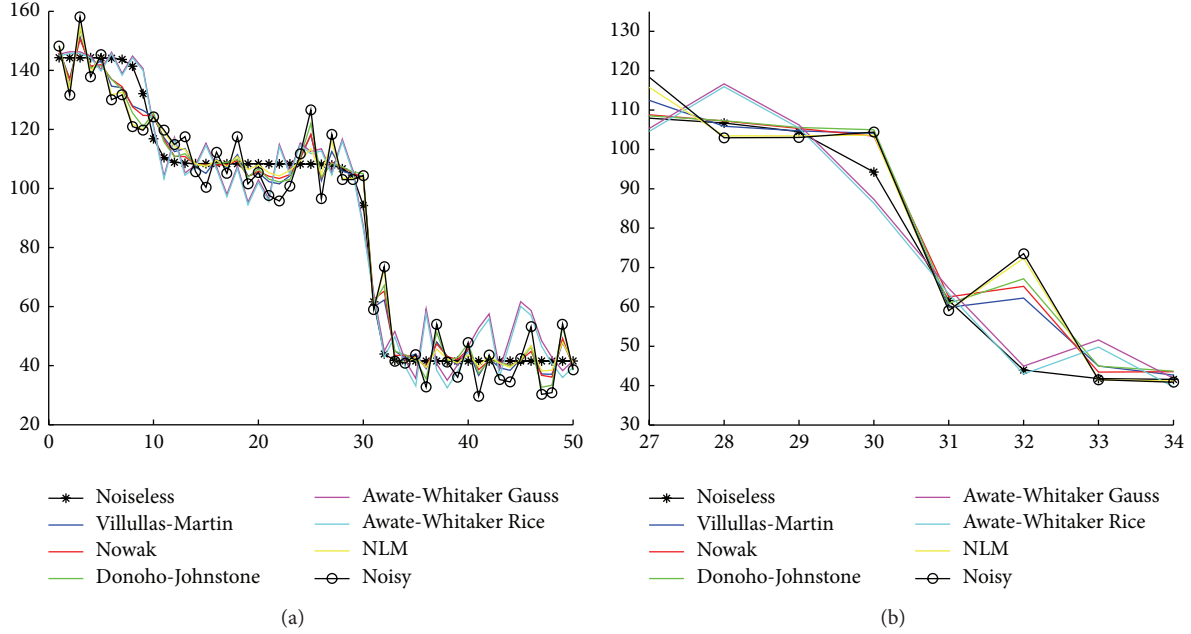 160
140
120
100
80
60
40
20
0
10
20
30
40
50
Noiseless
Villullas-Martin
Nowak
Donoho-Johnstone
Awate-Whitaker Gauss
Awate-Whitaker Rice
NLM
Noisy
(a)
130
120
110
100
90
80
70
60
50
40
30
27
28
29
30
31
32
33
34
Noiseless
Villullas-Martin
Nowak
Donoho-Johnstone
Awate-Whitaker Gauss
Awate-Whitaker Rice
NLM
Noisy
(b)